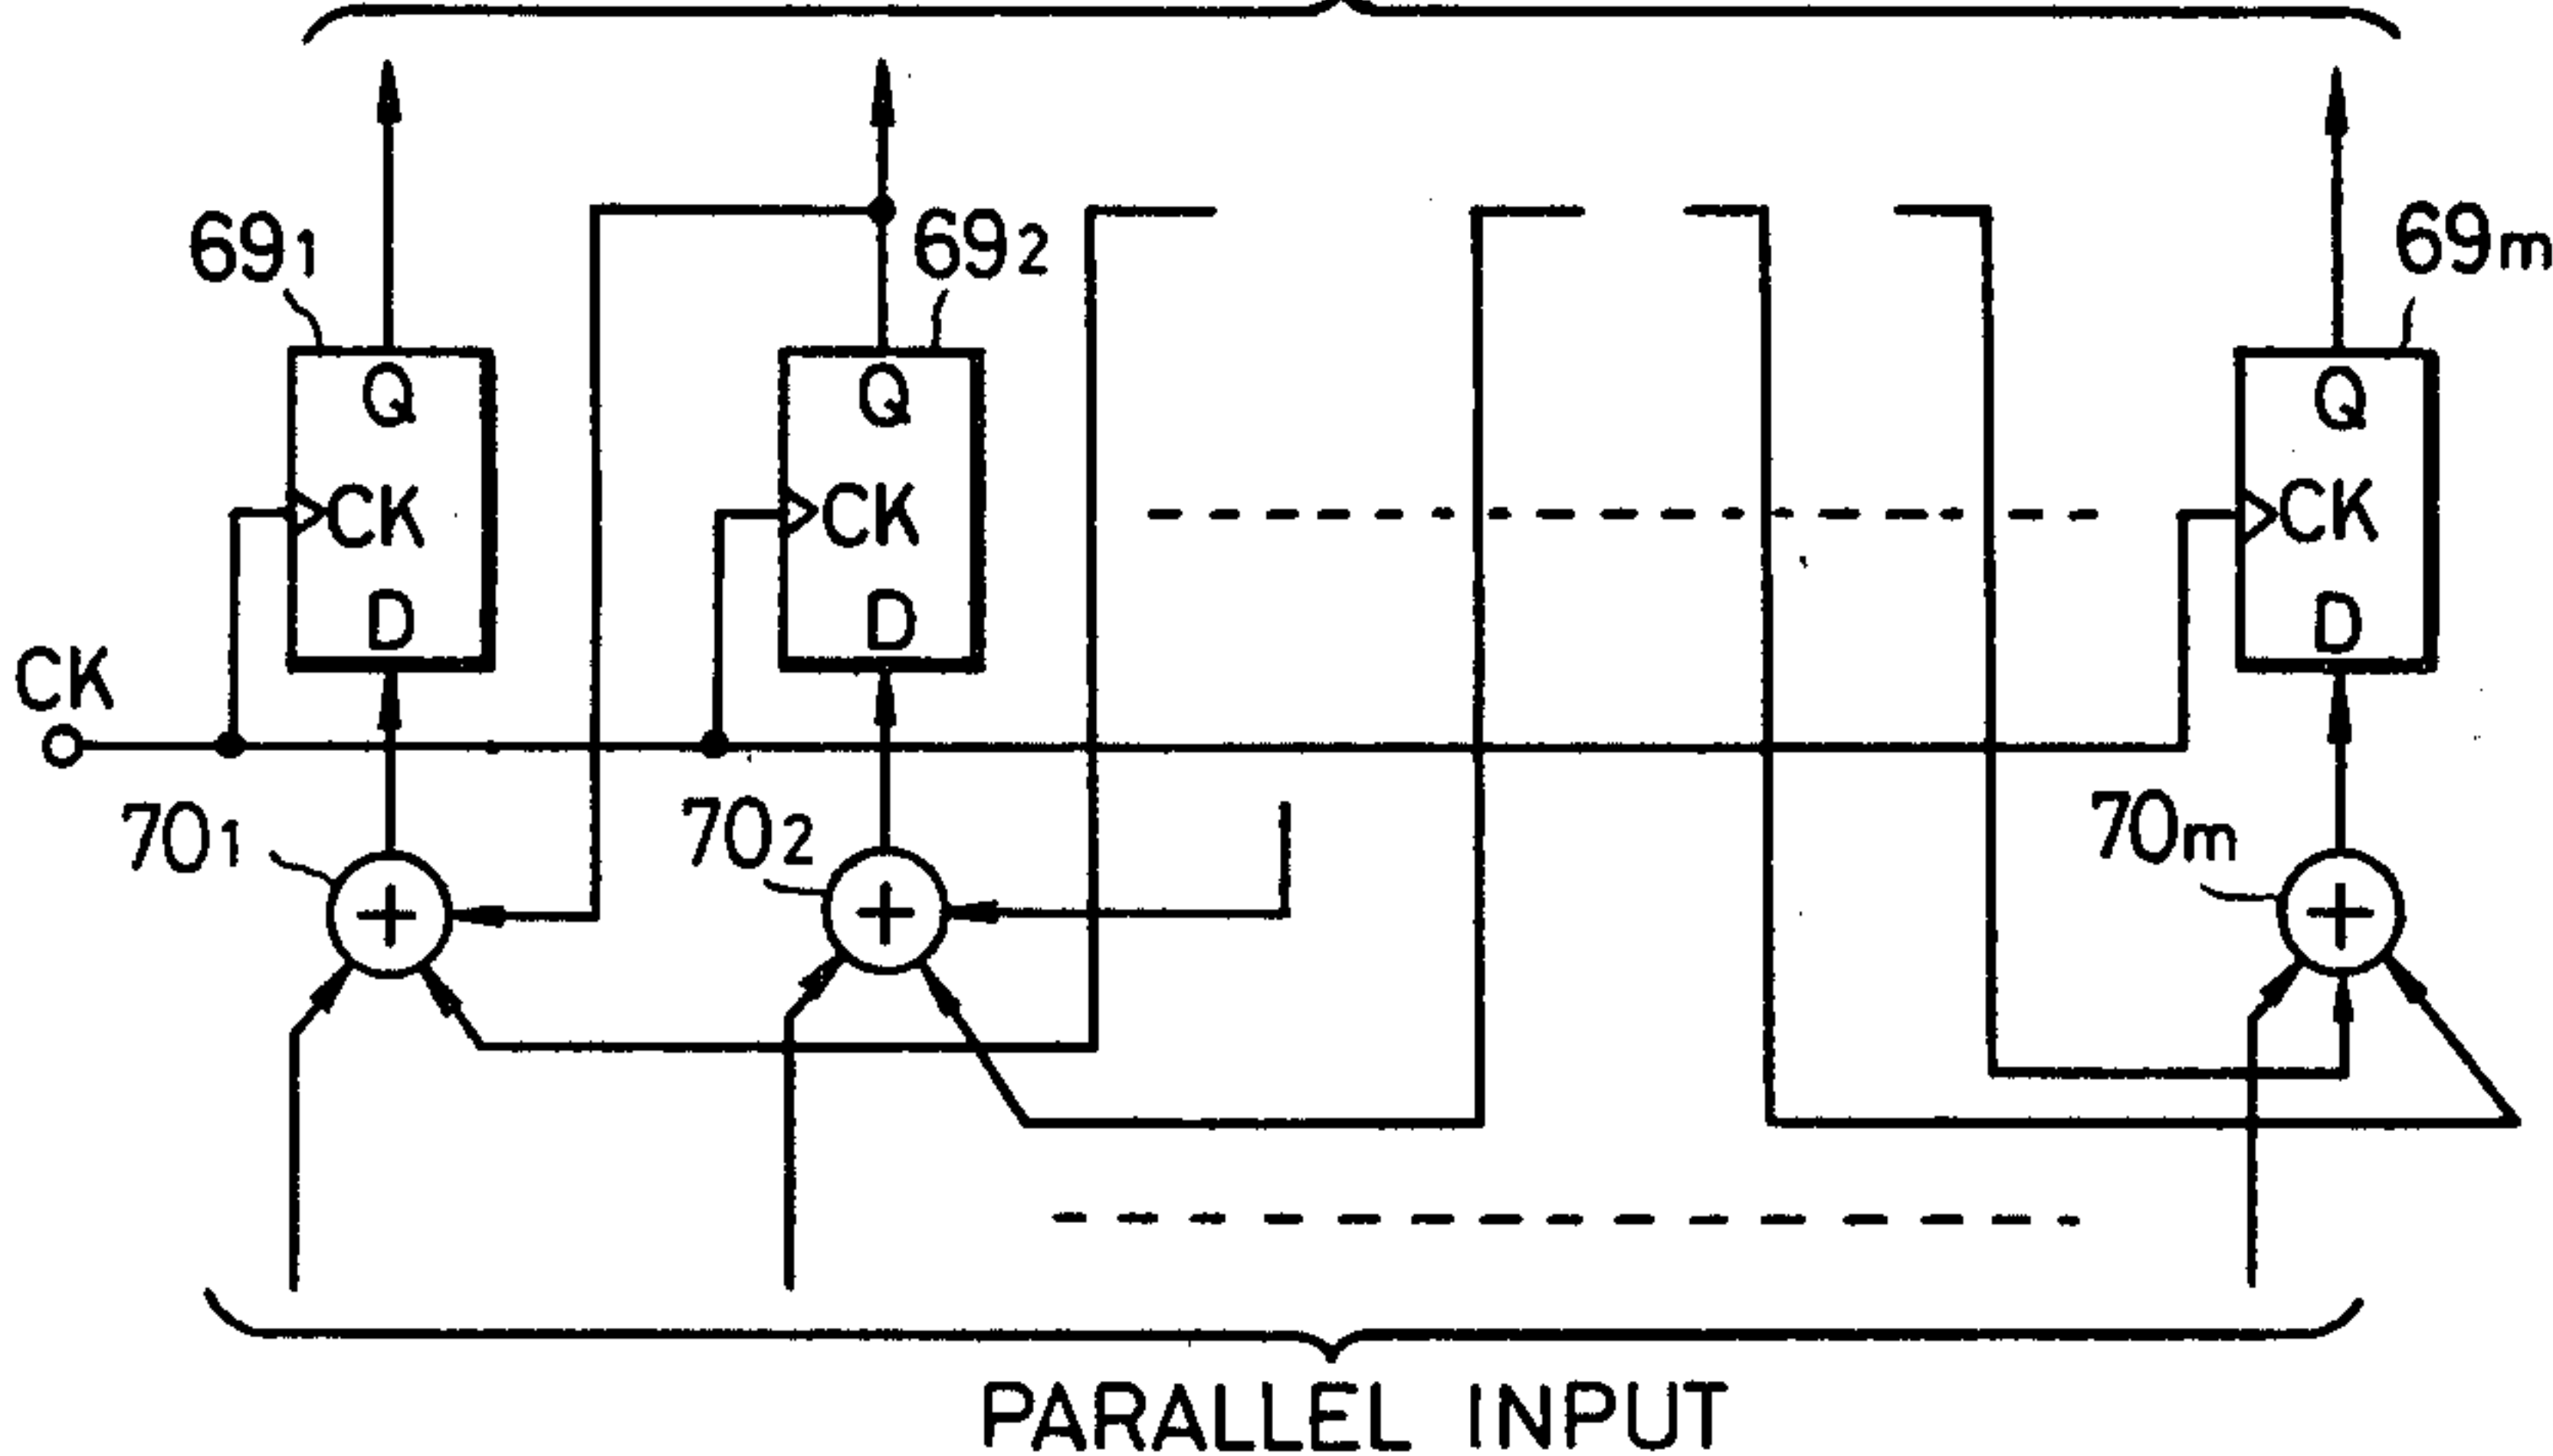 69₁
69₂
69m
Q
Q
Q
CK
CK
CK
D
D
D
CK
70₁
70₂
70m
+
+
+
PARALLEL INPUT